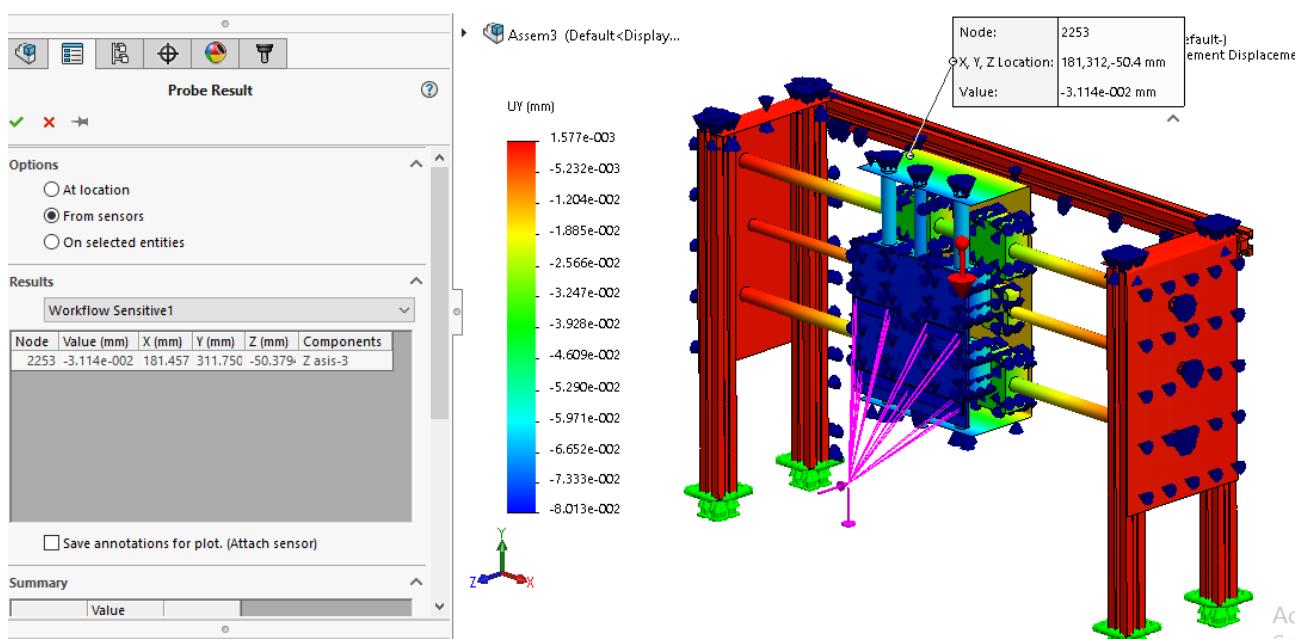 Probe Result
Options
At location
From sensors
On selected entities
Results
Workflow Sensitive1
Node Value (mm) X (mm) Y (mm) Z (mm) Components
2253 -3.114e-002 181.457 311.750 -50.379 Z asis-3
Save annotations for plot. (Attach sensor)
Summary
Value
Assem3 (Default<Display...
UY (mm)
1.577e-003
-5.232e-003
-1.204e-002
-1.885e-002
-2.566e-002
-3.247e-002
-3.928e-002
-4.609e-002
-5.290e-002
-5.971e-002
-6.652e-002
-7.333e-002
-8.013e-002
Node: 2253
X, Y, Z Location: 181,312,-50.4 mm
Value: -3.114e-002 mm
efault-)
ement Displaceme
Y
Z
X